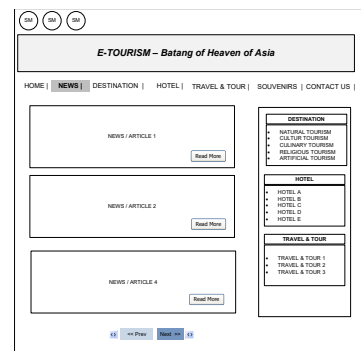 SM SM SM
E-TOURISM – Batang of Heaven of Asia
HOME | NEWS | DESTINATION | HOTEL | TRAVEL & TOUR | SOUVENIRS | CONTACT US |
NEWS / ARTICLE 1
Read More
NEWS / ARTICLE 2
Read More
NEWS / ARTICLE 4
Read More
<> << Prev Next >> <>
DESTINATION
• NATURAL TOURISM
• CULTUR TOURISM
• CULINARY TOURISM
• RELIGIOUS TOURISM
• ARTIFICIAL TOURISM
HOTEL
• HOTEL A
• HOTEL B
• HOTEL C
• HOTEL D
• HOTEL E
TRAVEL & TOUR
• TRAVEL & TOUR 1
• TRAVEL & TOUR 2
• TRAVEL & TOUR 3